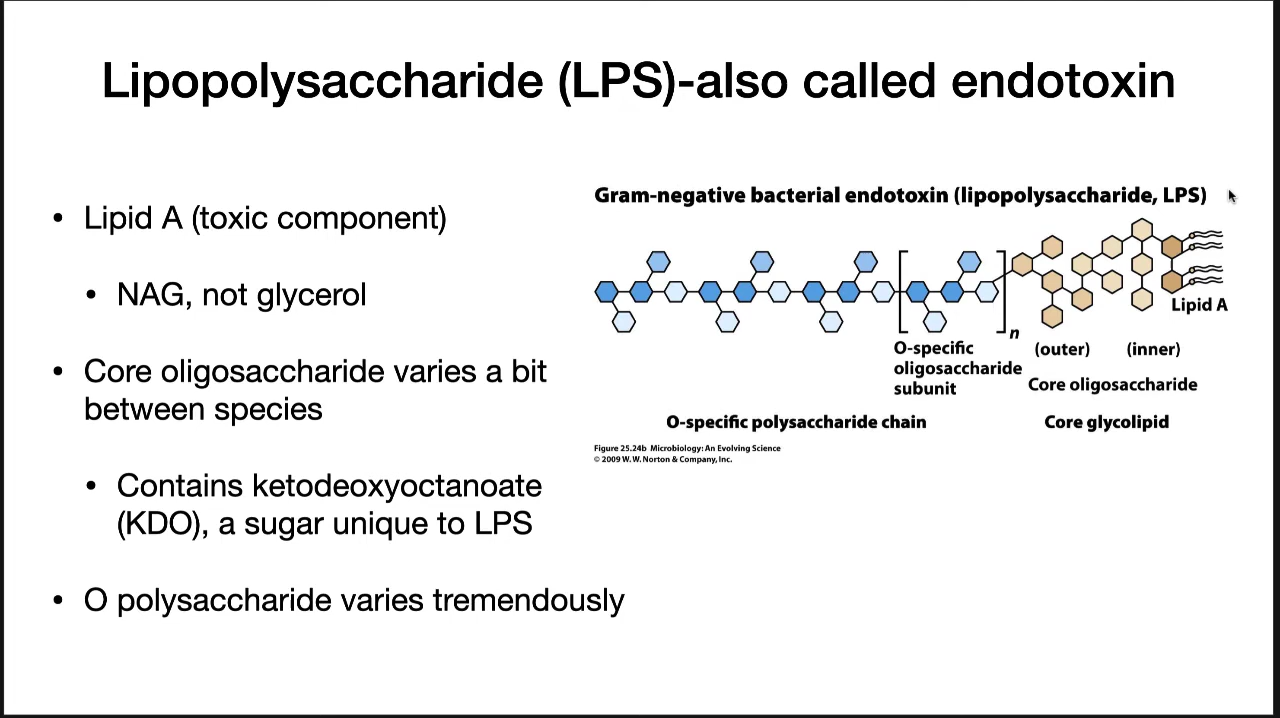 Lipopolysaccharide (LPS)-also called endotoxin
• Lipid A (toxic component)
• NAG, not glycerol
• Core oligosaccharide varies a bit
between species
• Contains ketodeoxyoctanoate
(KDO), a sugar unique to LPS
• O polysaccharide varies tremendously
Gram-negative bacterial endotoxin (lipopolysaccharide, LPS)
Lipid A
n
O-specific
oligosaccharide
subunit
(outer)
(inner)
Core oligosaccharide
O-specific polysaccharide chain
Core glycolipid
Figure 25.24b Microbiology: An Evolving Science
© 2009 W. W. Norton & Company, Inc.